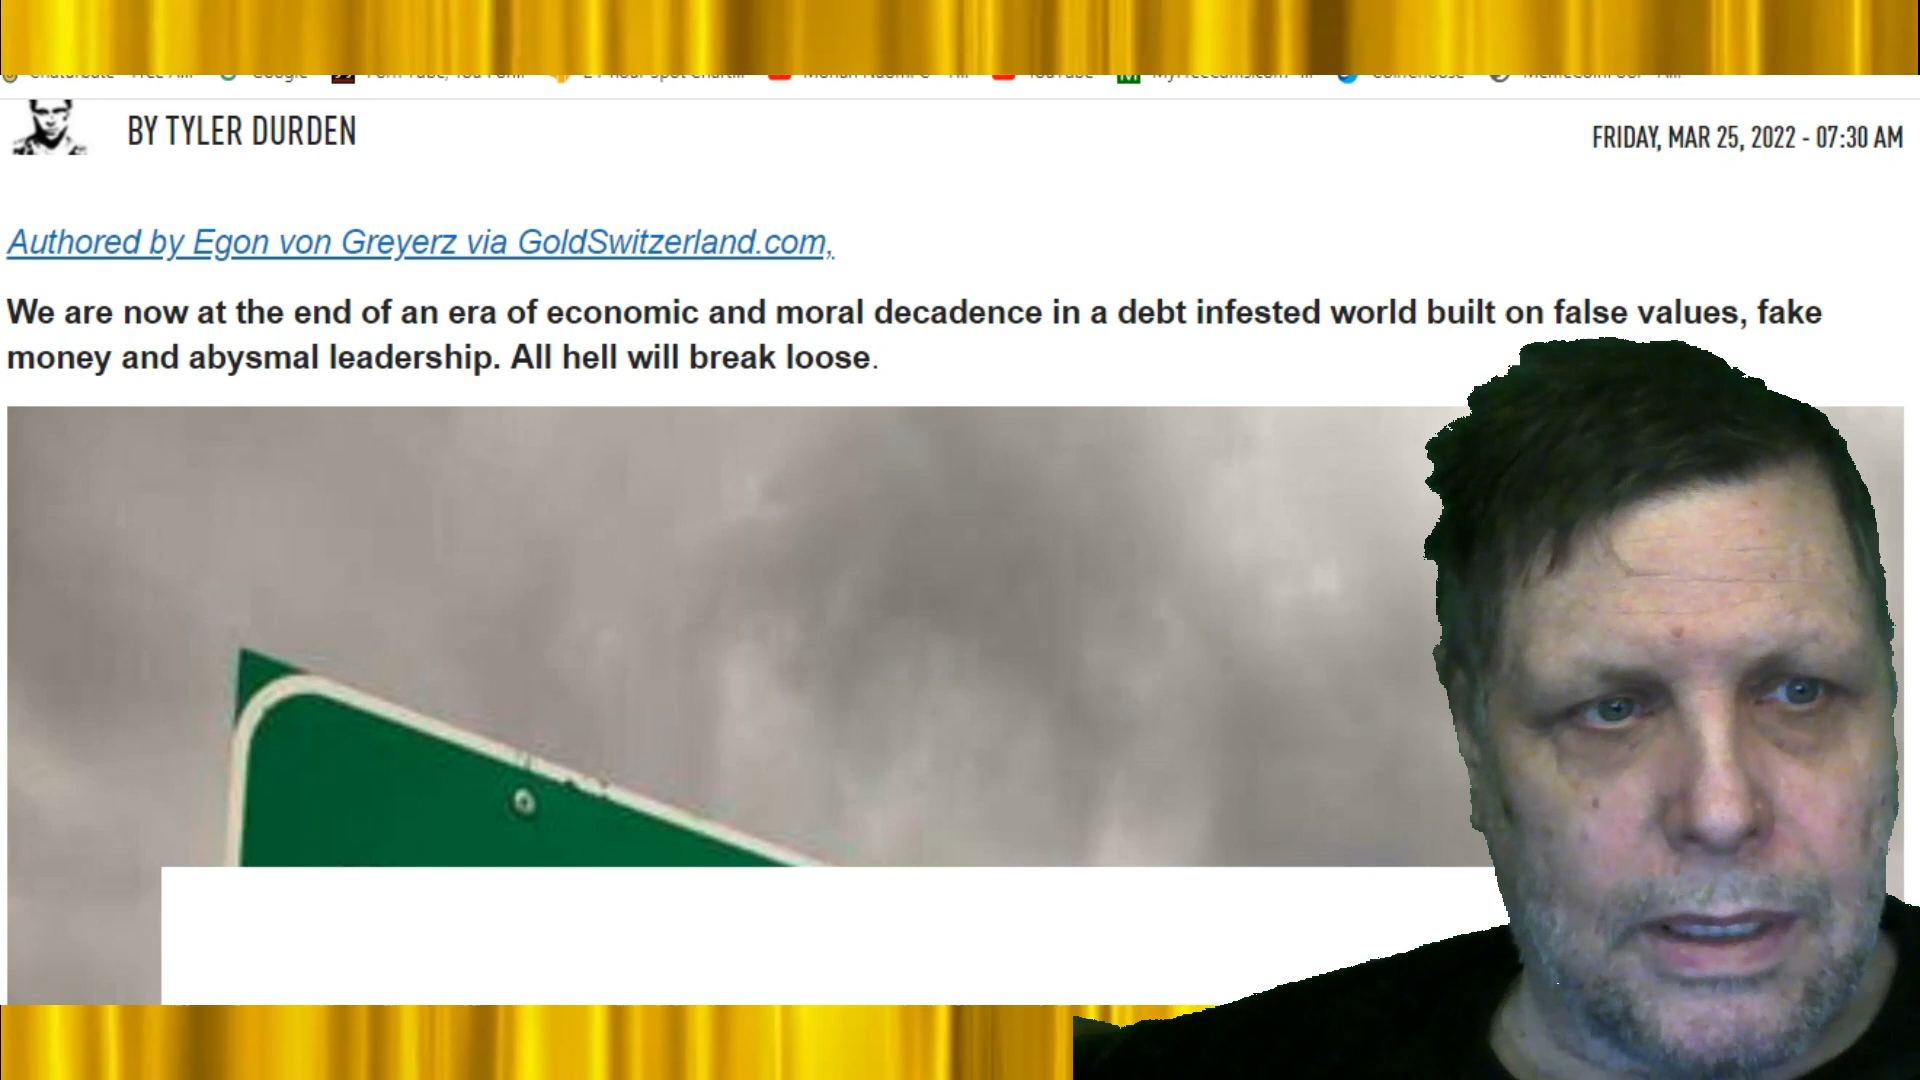 BY TYLER DURDEN
FRIDAY, MAR 25, 2022 - 07:30 AM
Authored by Egon von Greyerz via GoldSwitzerland.com,
We are now at the end of an era of economic and moral decadence in a debt infested world built on false values, fake
money and abysmal leadership. All hell will break loose.